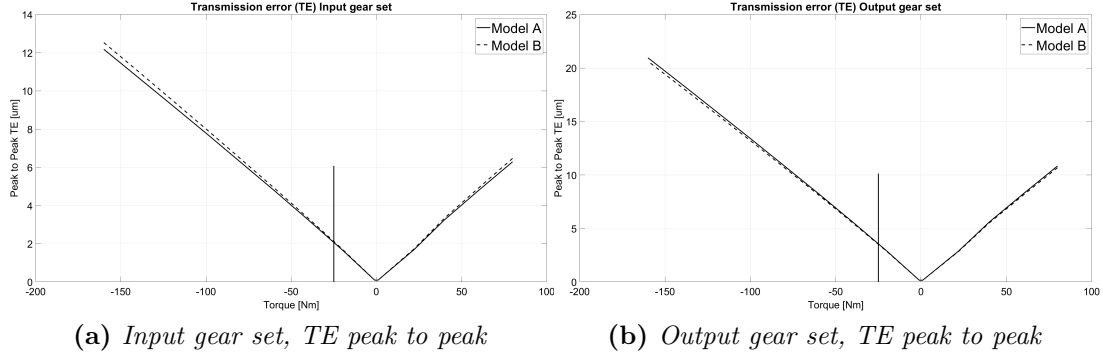 Transmission error (TE) Input gear set
14
12
10
8
6
4
2
0
Peak to Peak TE [um]
-200
-150
-100
-50
0
50
100
Torque [Nm]
Model A
Model B
(a) Input gear set, TE peak to peak
Transmission error (TE) Output gear set
25
20
15
10
5
0
Peak to Peak TE [um]
-200
-150
-100
-50
0
50
100
Torque [Nm]
Model A
Model B
(b) Output gear set, TE peak to peak